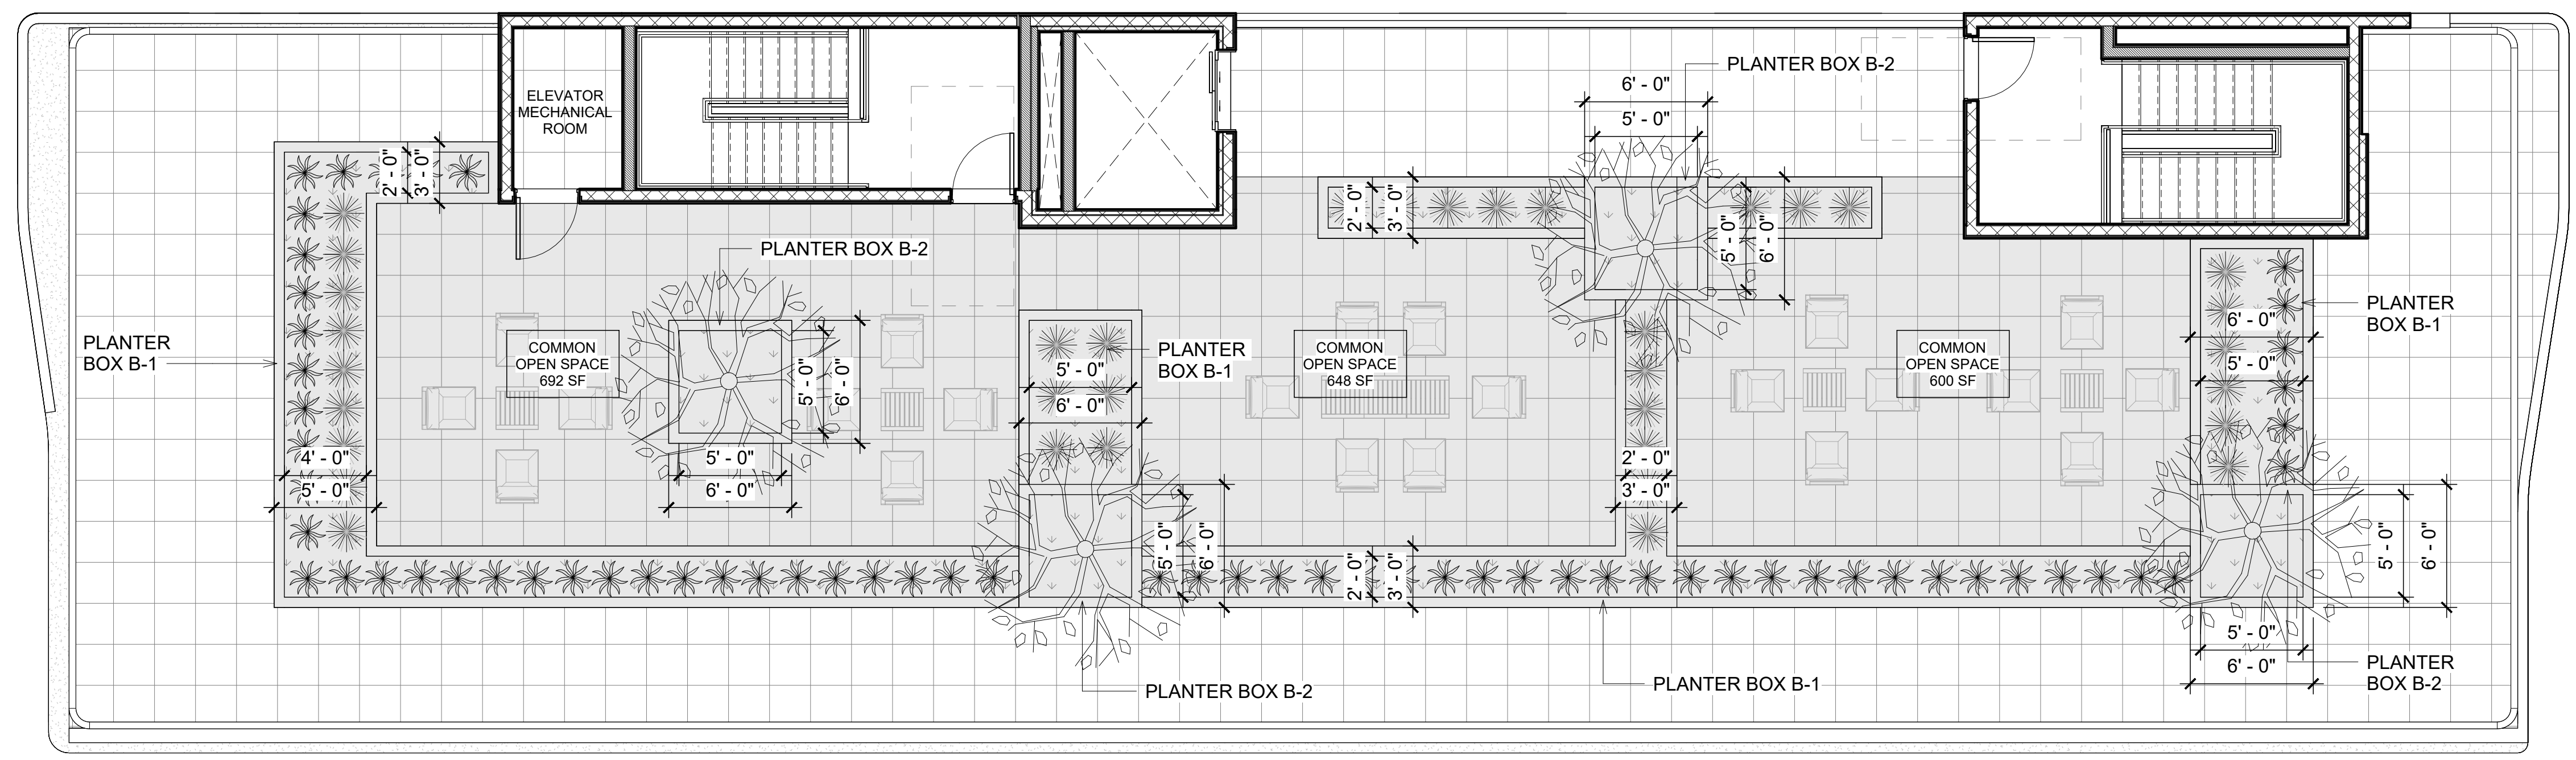 PLANTER BOX B-2
6' - 0"
5' - 0"
ELEVATOR
MECHANICAL
ROOM
2' - 0"
3' - 0"
2' - 0"
3' - 0"
5' - 0"
6' - 0"
PLANTER BOX B-2
PLANTER
BOX B-1
6' - 0"
5' - 0"
PLANTER
BOX B-1
COMMON
OPEN SPACE
692 SF
5' - 0"
6' - 0"
PLANTER
BOX B-1
5' - 0"
6' - 0"
COMMON
OPEN SPACE
648 SF
COMMON
OPEN SPACE
600 SF
4' - 0"
5' - 0"
5' - 0"
6' - 0"
2' - 0"
3' - 0"
5' - 0"
6' - 0"
5' - 0"
6' - 0"
2' - 0"
3' - 0"
5' - 0"
6' - 0"
PLANTER BOX B-2
PLANTER BOX B-1
PLANTER
BOX B-2